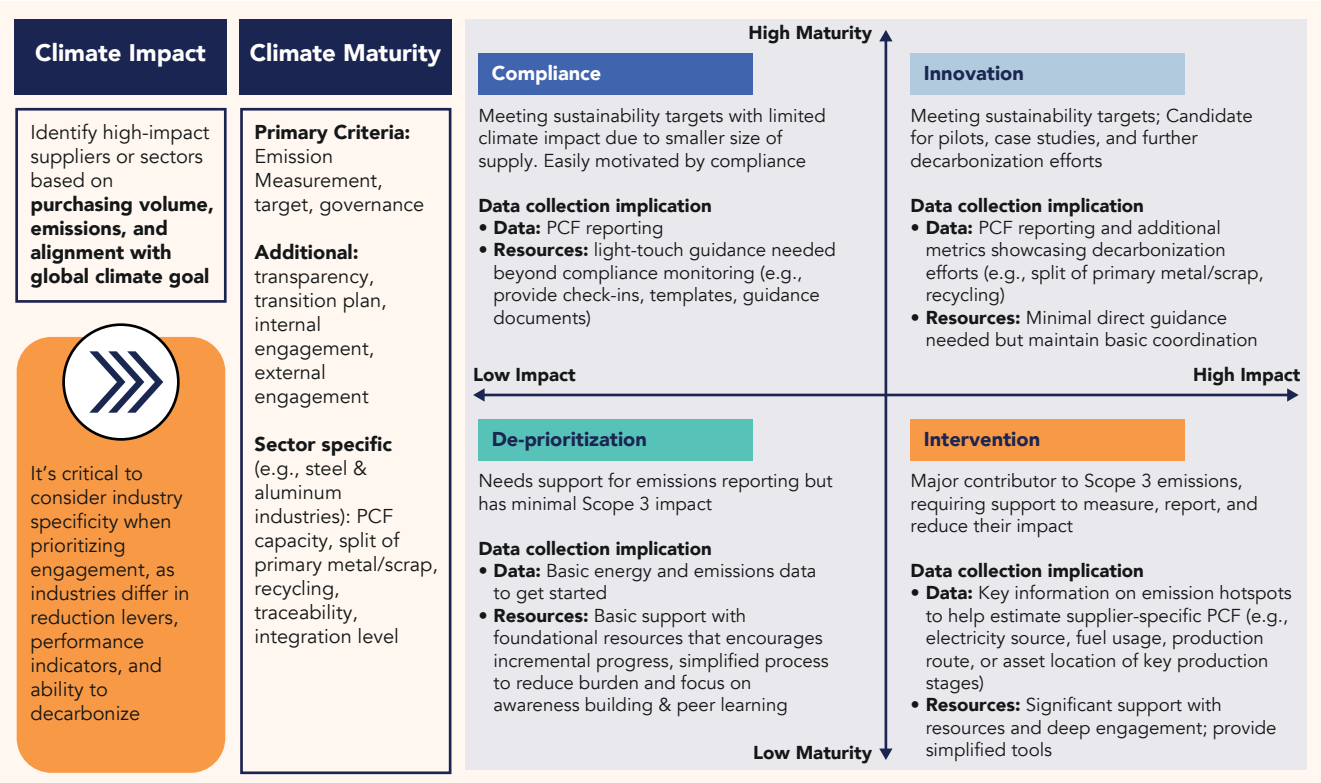 Climate Impact
Identify high-impact
suppliers or sectors
based on
purchasing volume,
emissions, and
alignment with
global climate goal
It’s critical to
consider industry
specificity when
prioritizing
engagement, as
industries differ in
reduction levers,
performance
indicators, and
ability to
decarbonize
Climate Maturity
Primary Criteria:
Emission
Measurement,
target, governance
Additional:
transparency,
transition plan,
internal
engagement,
external
engagement
Sector specific
(e.g., steel &
aluminum
industries): PCF
capacity, split of
primary metal/scrap,
recycling,
traceability,
integration level
High Maturity
Compliance
Meeting sustainability targets with limited
climate impact due to smaller size of
supply. Easily motivated by compliance
Data collection implication
• Data: PCF reporting
• Resources: light-touch guidance needed
beyond compliance monitoring (e.g.,
provide check-ins, templates, guidance
documents)
Innovation
Meeting sustainability targets; Candidate
for pilots, case studies, and further
decarbonization efforts
Data collection implication
• Data: PCF reporting and additional
metrics showcasing decarbonization
efforts (e.g., split of primary metal/scrap,
recycling)
• Resources: Minimal direct guidance
needed but maintain basic coordination
Low Impact
High Impact
De-prioritization
Needs support for emissions reporting but
has minimal Scope 3 impact
Data collection implication
• Data: Basic energy and emissions data
to get started
• Resources: Basic support with
foundational resources that encourages
incremental progress, simplified process
to reduce burden and focus on
awareness building & peer learning
Intervention
Major contributor to Scope 3 emissions,
requiring support to measure, report, and
reduce their impact
Data collection implication
• Data: Key information on emission hotspots
to help estimate supplier-specific PCF (e.g.,
electricity source, fuel usage, production
route, or asset location of key production
stages)
• Resources: Significant support with
resources and deep engagement; provide
simplified tools
Low Maturity